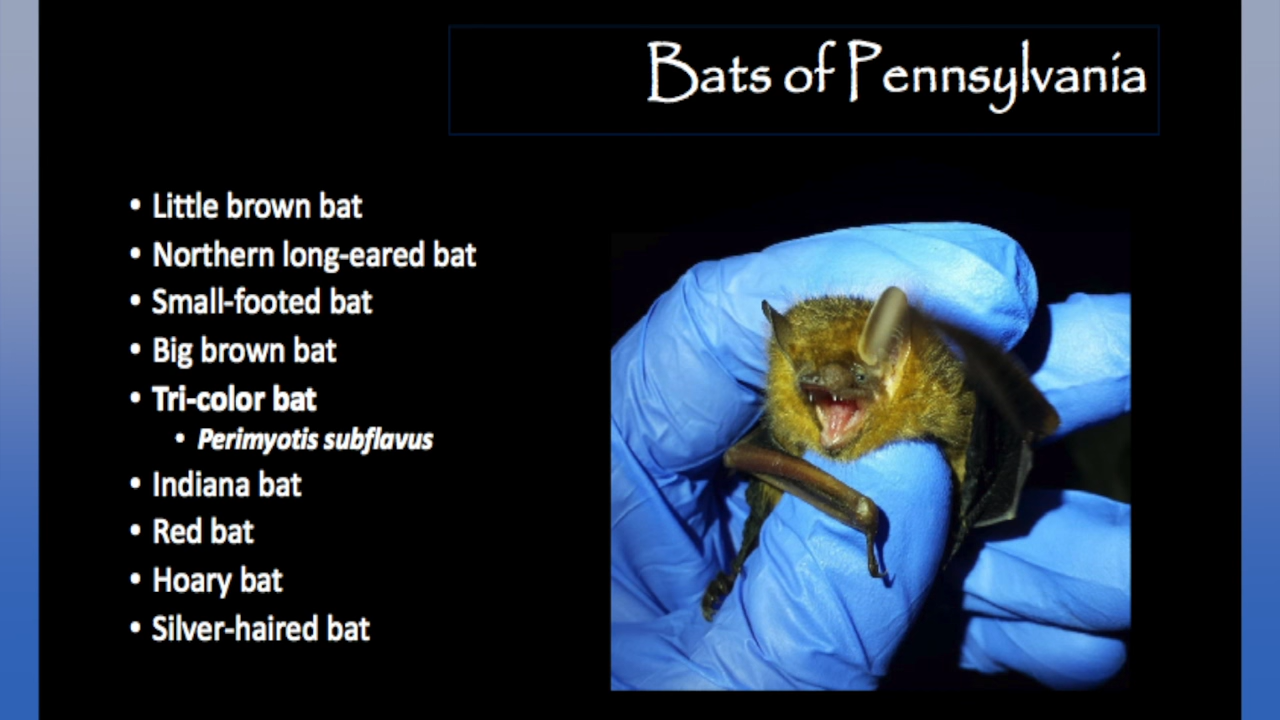 Bats of Pennsylvania
• Little brown bat
• Northern long-eared bat
• Small-footed bat
• Big brown bat
• Tri-color bat
• Perimyotis subflavus
• Indiana bat
• Red bat
• Hoary bat
• Silver-haired bat